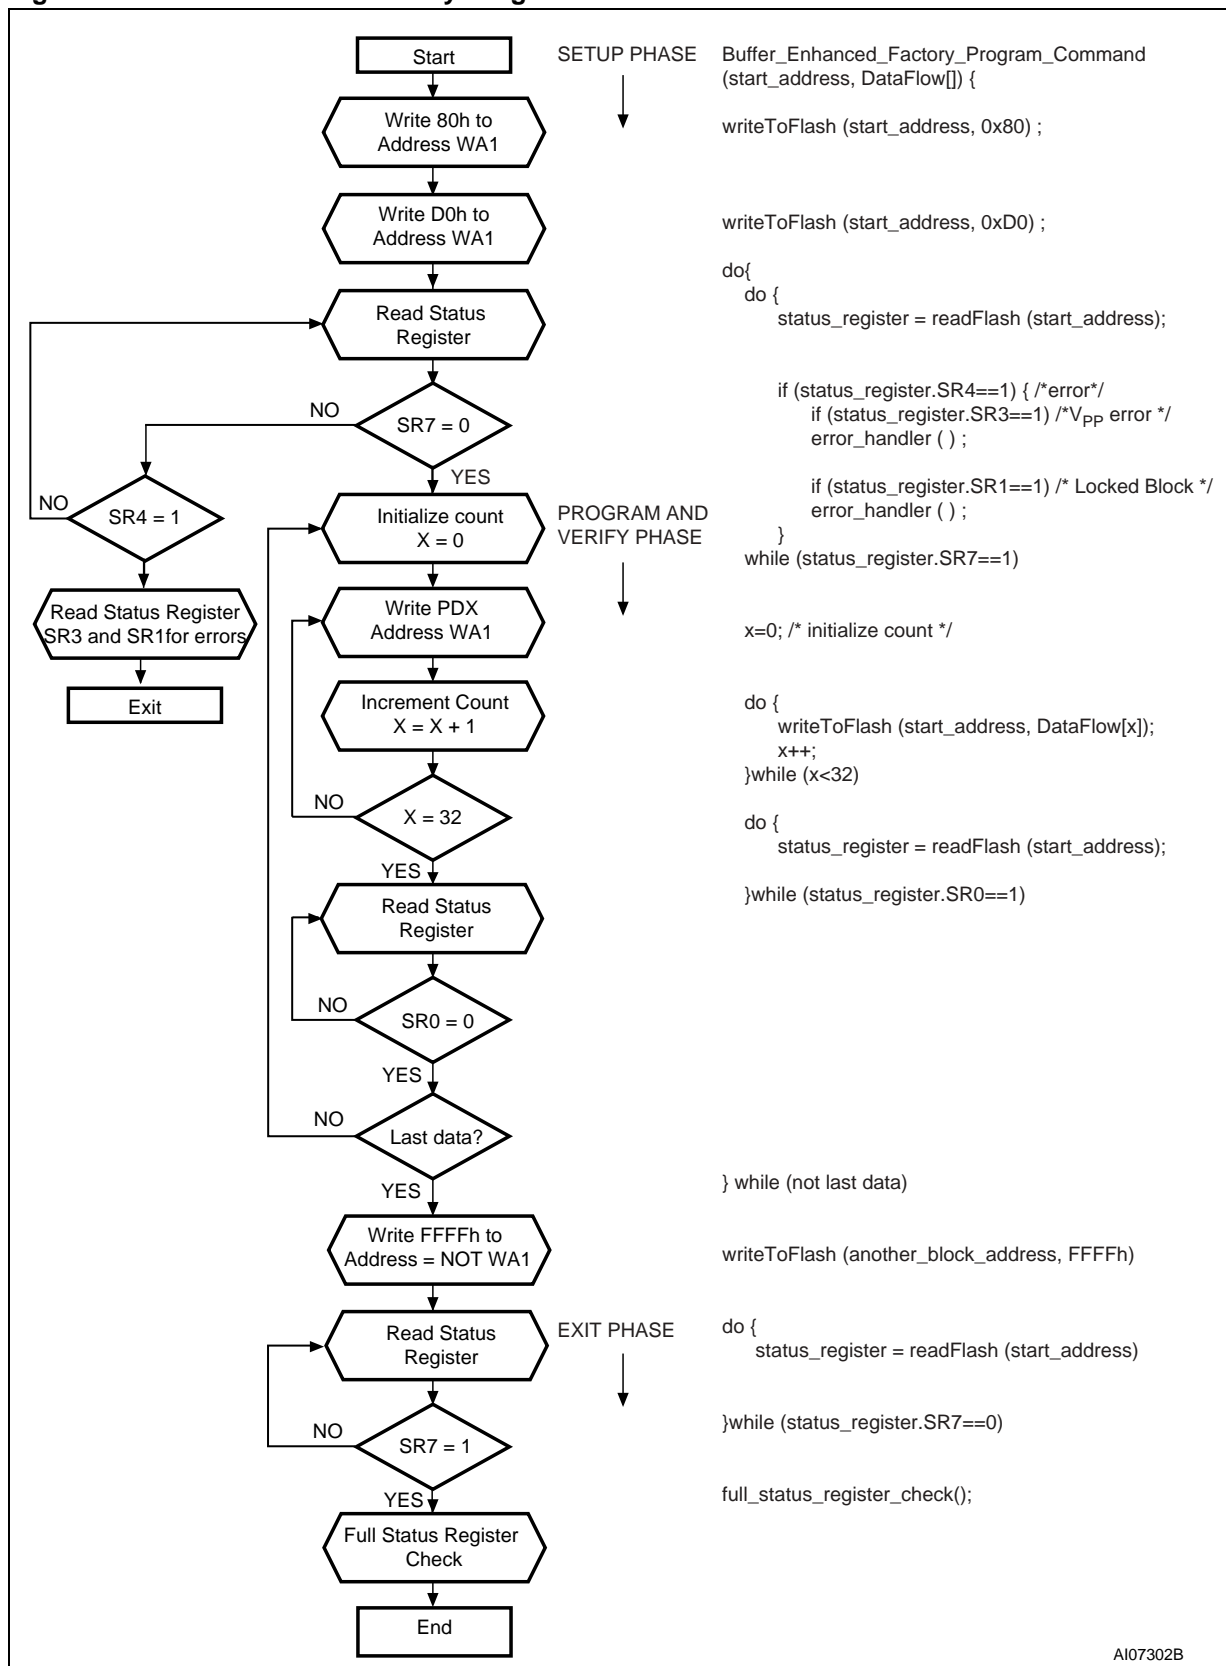 Start
Write 80h to
Address WA1
Write D0h to
Address WA1
Read Status
Register
NO
SR7 = 0
YES
NO
SR4 = 1
Read Status Register
SR3 and SR1for errors
Exit
Initialize count
X = 0
Write PDX
Address WA1
Increment Count
X = X + 1
NO
X = 32
YES
Read Status
Register
NO
SR0 = 0
YES
NO
Last data?
YES
Write FFFFh to
Address = NOT WA1
Read Status
Register
NO
SR7 = 1
YES
Full Status Register
Check
End
SETUP PHASE
PROGRAM AND
VERIFY PHASE
EXIT PHASE
Buffer_Enhanced_Factory_Program_Command
(start_address, DataFlow[]) {
writeToFlash (start_address, 0x80) ;
writeToFlash (start_address, 0xD0) ;
do{
do {
status_register = readFlash (start_address);
if (status_register.SR4==1) { /*error*/
if (status_register.SR3==1) /*VPP error */
error_handler ( ) ;
if (status_register.SR1==1) /* Locked Block */
error_handler ( ) ;
}
while (status_register.SR7==1)
x=0; /* initialize count */
do {
writeToFlash (start_address, DataFlow[x]);
x++;
}while (x<32)
do {
status_register = readFlash (start_address);
}while (status_register.SR0==1)
} while (not last data)
writeToFlash (another_block_address, FFFFh)
do {
status_register = readFlash (start_address)
}while (status_register.SR7==0)
full_status_register_check();
AI07302B